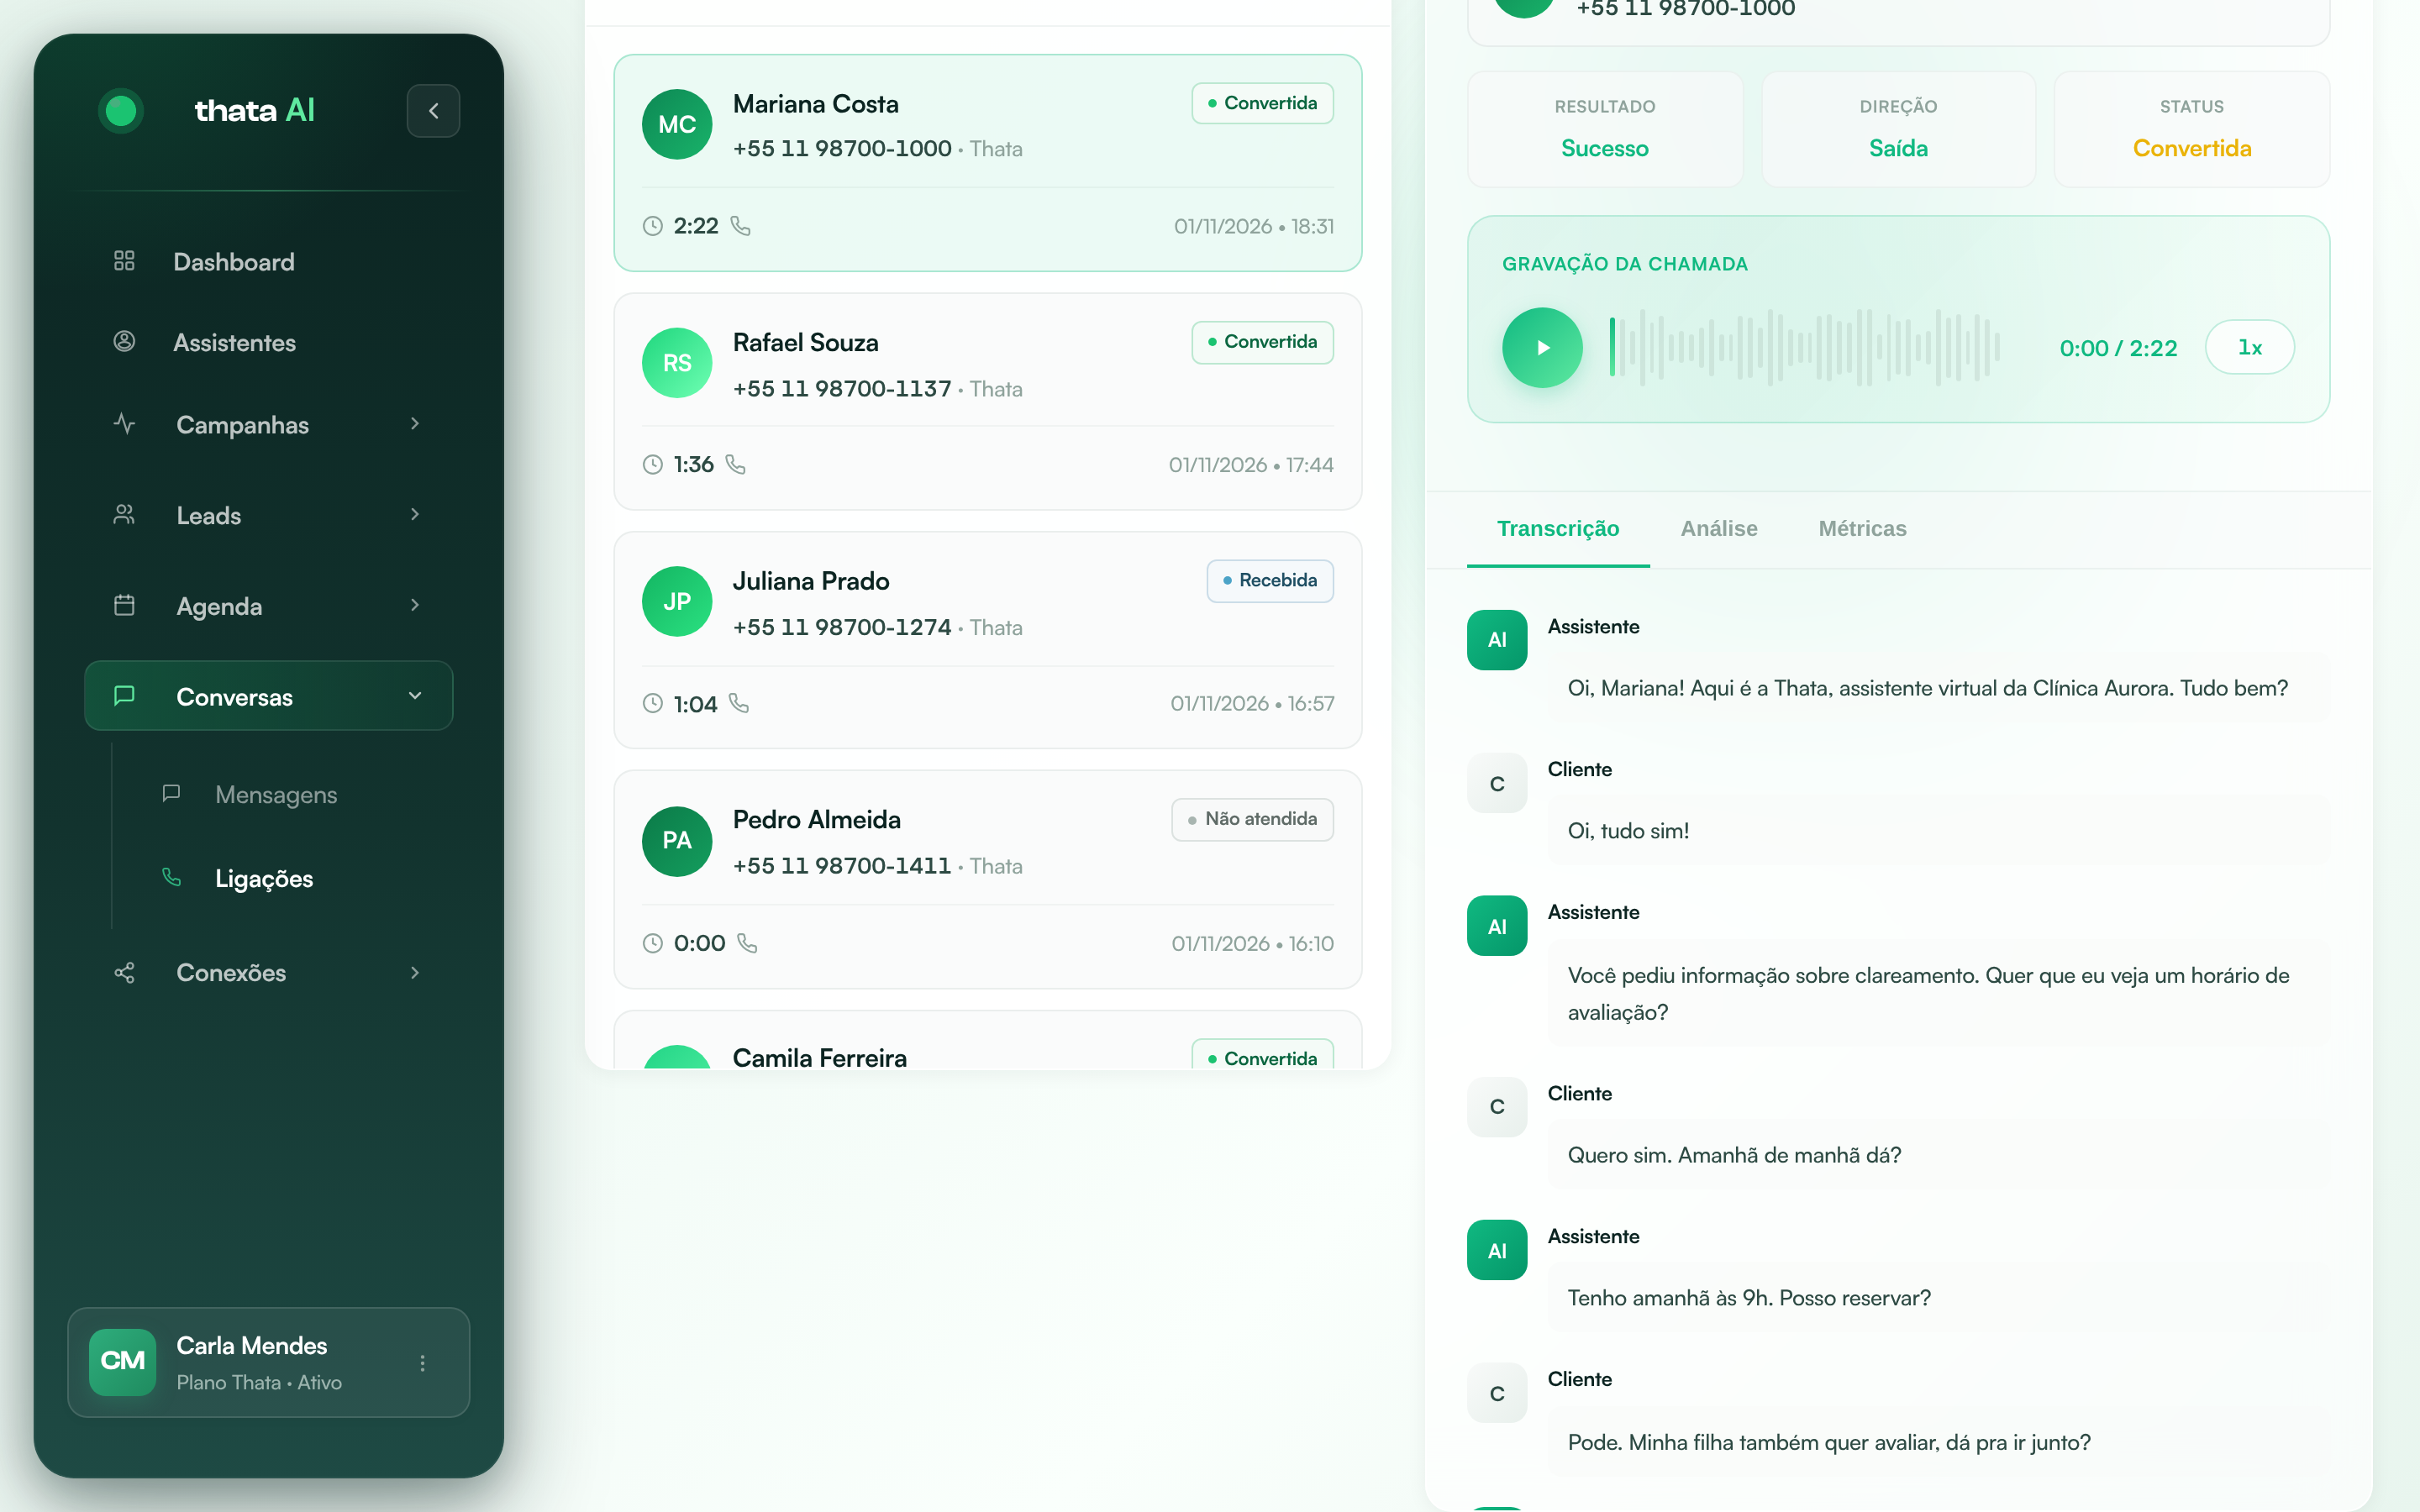 thata AI
Dashboard
Assistentes
Campanhas
Leads
Agenda
Conversas
Mensagens
Ligações
Conexões
CM
Carla Mendes
Plano Thata · Ativo
MC
Mariana Costa
Convertida
+55 11 98700-1000 · Thata
2:22
01/11/2026 • 18:31
RS
Rafael Souza
Convertida
+55 11 98700-1137 · Thata
1:36
01/11/2026 • 17:44
JP
Juliana Prado
Recebida
+55 11 98700-1274 · Thata
1:04
01/11/2026 • 16:57
PA
Pedro Almeida
Não atendida
+55 11 98700-1411 · Thata
0:00
01/11/2026 • 16:10
Camila Ferreira
Convertida
+55 11 98700-1000
RESULTADO
Sucesso
DIREÇÃO
Saída
STATUS
Convertida
GRAVAÇÃO DA CHAMADA
0:00 / 2:22
1x
Transcrição
Análise
Métricas
AI
Assistente
Oi, Mariana! Aqui é a Thata, assistente virtual da Clínica Aurora. Tudo bem?
C
Cliente
Oi, tudo sim!
AI
Assistente
Você pediu informação sobre clareamento. Quer que eu veja um horário de
avaliação?
C
Cliente
Quero sim. Amanhã de manhã dá?
AI
Assistente
Tenho amanhã às 9h. Posso reservar?
C
Cliente
Pode. Minha filha também quer avaliar, dá pra ir junto?